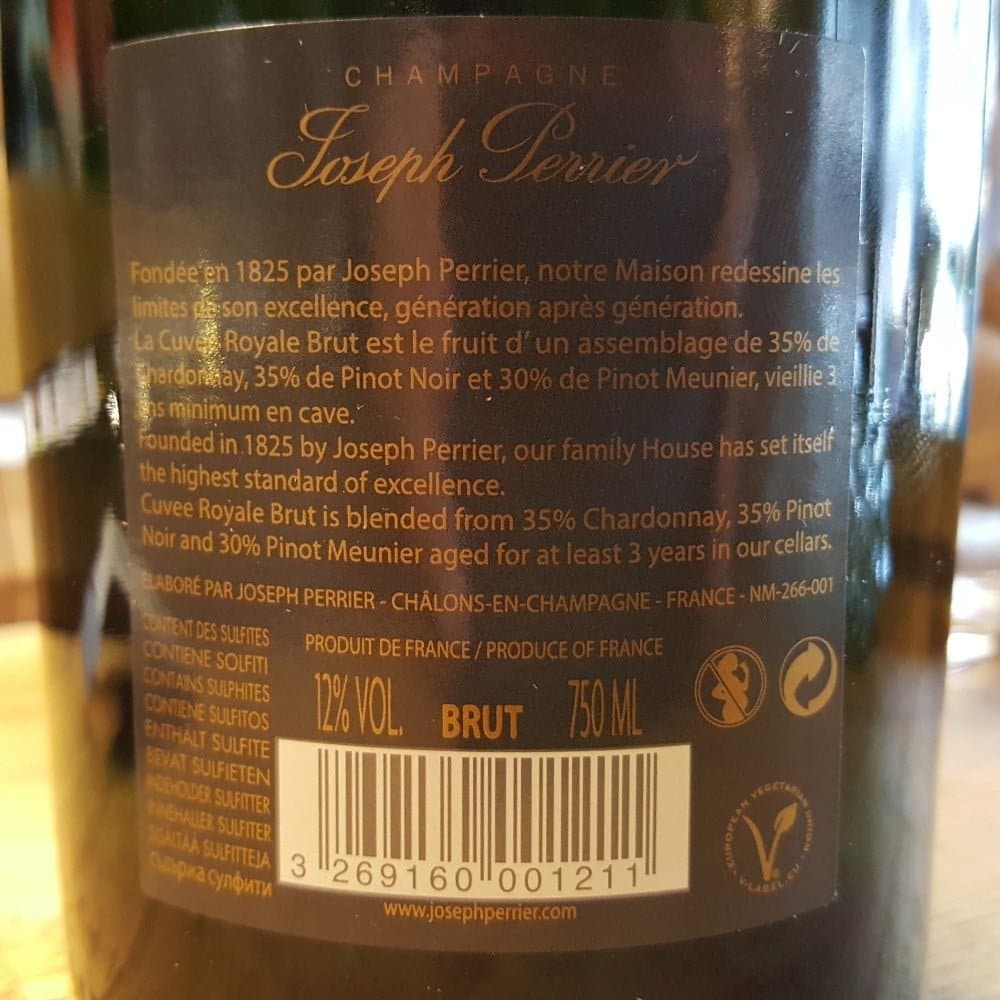 CHAMPAGNE
Joseph Perrier
Fondée en 1825 par Joseph Perrier, notre Maison redessine les
limites de son excellence, génération après génération.
La Cuvée Royale Brut est le fruit d'un assemblage de 35% de
Chardonnay, 35% de Pinot Noir et 30% de Pinot Meunier, vieillie 3
ans minimum en cave.
Founded in 1825 by Joseph Perrier, our family House has set itself
the highest standard of excellence.
Cuvee Royale Brut is blended from 35% Chardonnay, 35% Pinot
Noir and 30% Pinot Meunier aged for at least 3 years in our cellars.
ELABORÉ PAR JOSEPH PERRIER - CHÂLONS-EN-CHAMPAGNE - FRANCE - NM-266-001
PRODUIT DE FRANCE / PRODUCE OF FRANCE
CONTIENT DES SULFITES
CONTIENE SOLFITI
CONTAINS SULPHITES
CONTIENE SULFITOS
ENTHÄLT SULFITE
BEVAT SULFIETEN
INDEHOLDER SULFITTER
INNEHALLER SULFITER
SISÄLTÄÄ SULFITTEJA
съдържа сулфити
12% VOL.
BRUT
750 ML
3 269160 001211
www.josephperrier.com
EUROPEAN VEGETARIAN UNION
V-LABEL.EU